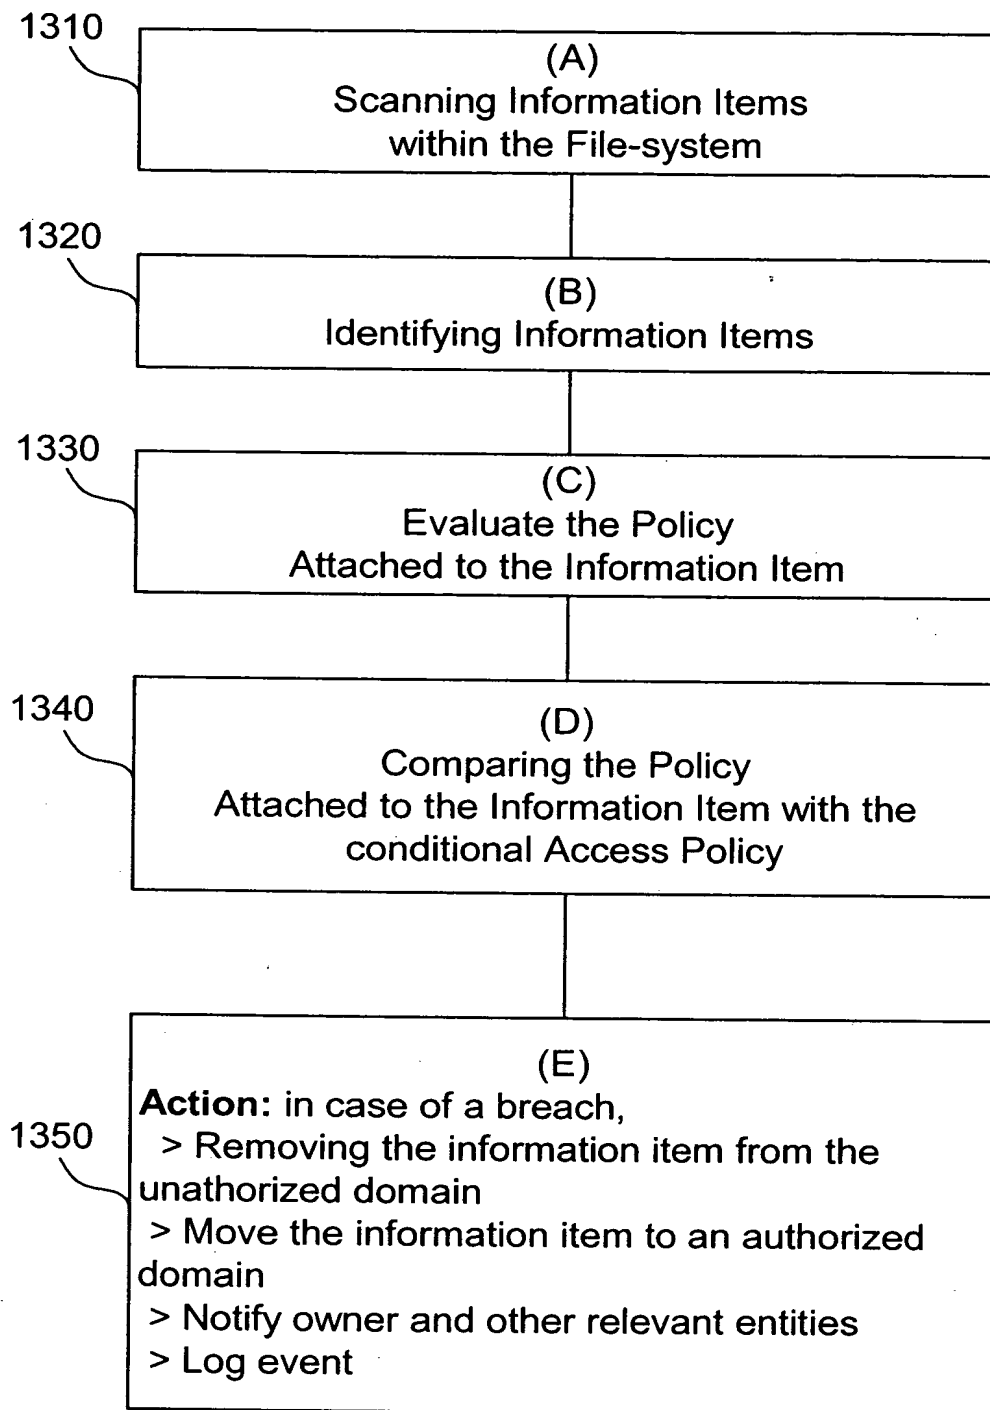 1310
(A)
Scanning Information Items
within the File-system
1320
(B)
Identifying Information Items
1330
(C)
Evaluate the Policy
Attached to the Information Item
1340
(D)
Comparing the Policy
Attached to the Information Item with the
conditional Access Policy
1350
(E)
Action: in case of a breach,
> Removing the information item from the
unathorized domain
> Move the information item to an authorized
domain
> Notify owner and other relevant entities
> Log event